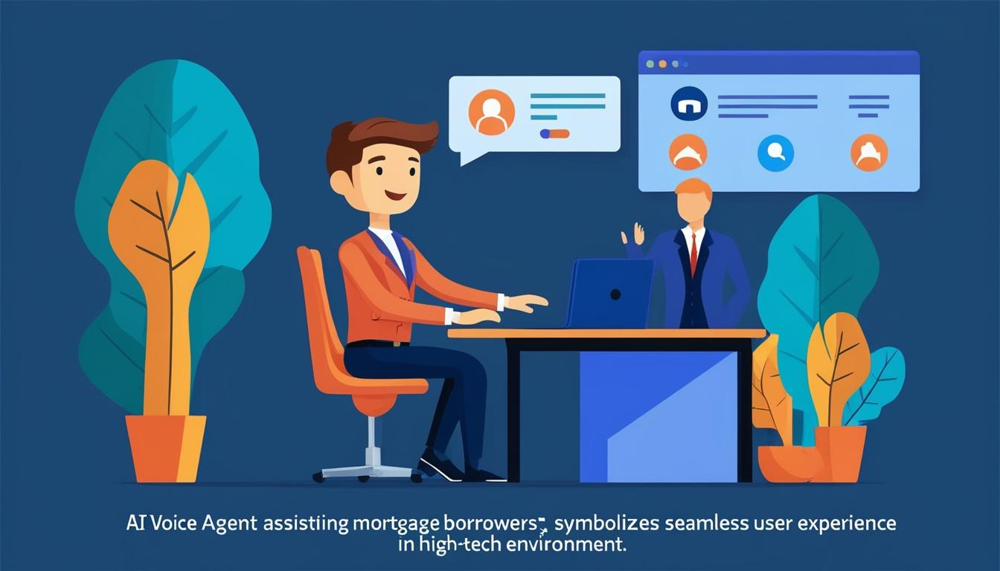 AI Voice Agent assistiing mortgage borrowers; symbolizes seamless user experience
in high-tech environment.